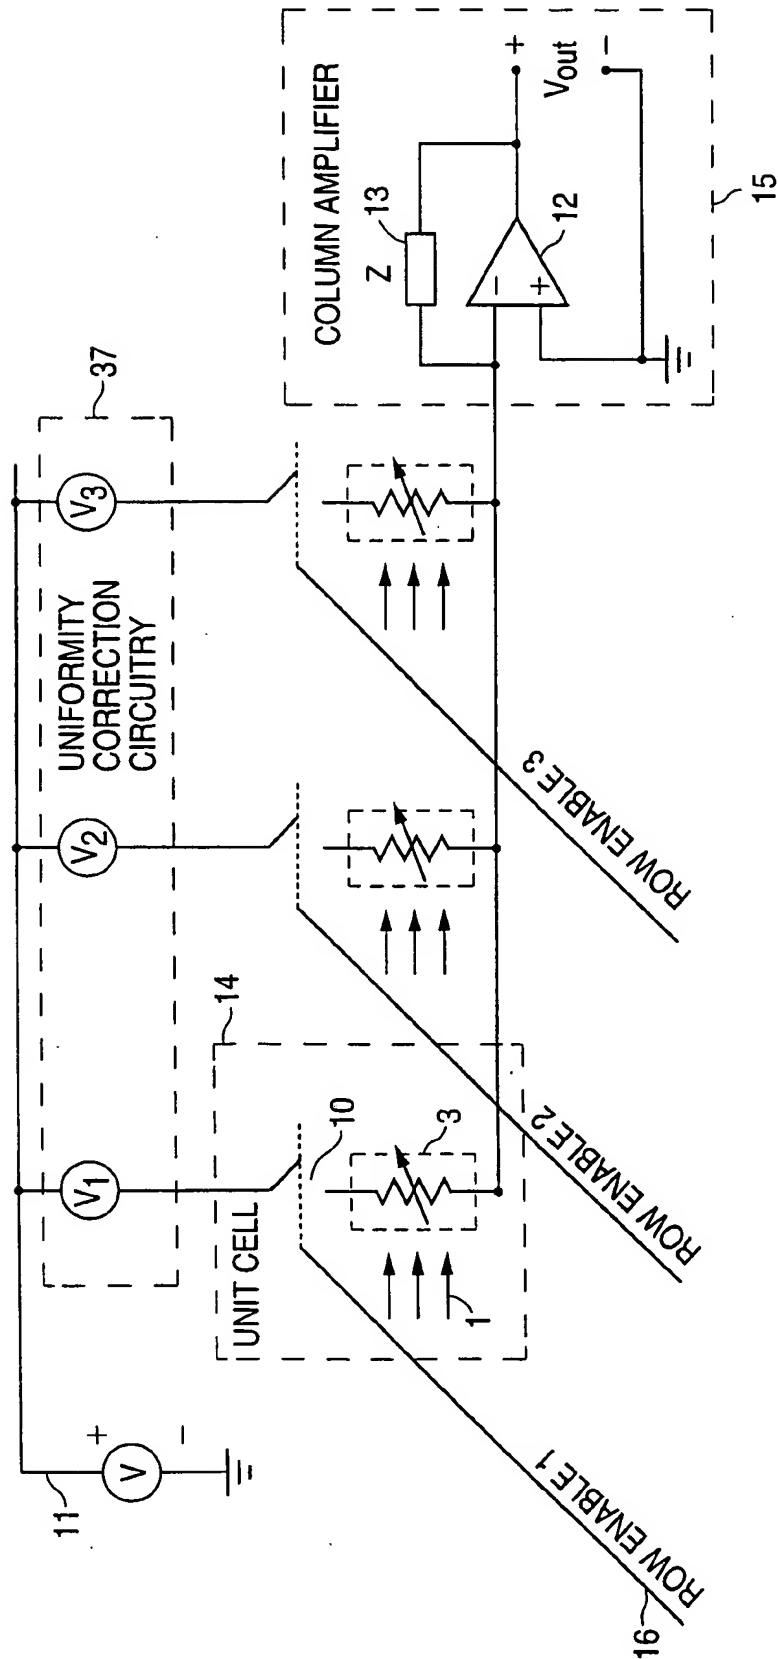 11
V
+
−
V1
V2
V3
37
UNIFORMITY
CORRECTION
CIRCUITRY
UNIT CELL
14
10
3
1
16
ROW ENABLE 1
ROW ENABLE 2
ROW ENABLE 3
COLUMN AMPLIFIER
Z
13
−
+
12
+
Vout
−
15